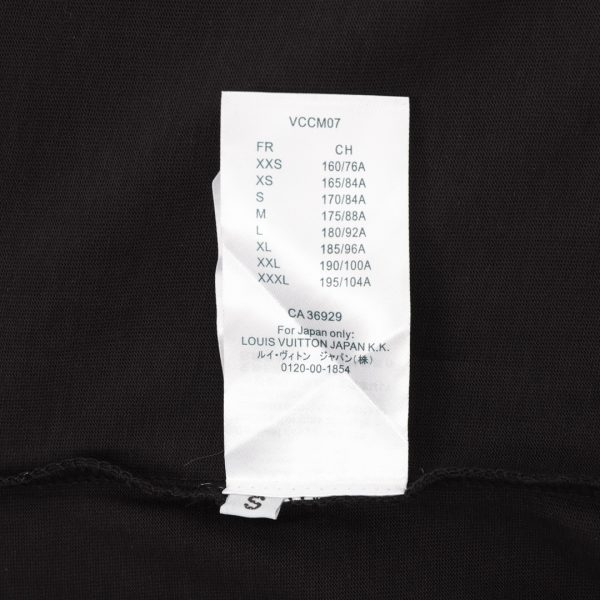 VCCM07
FR CH
XXS 160/76A
XS 165/84A
S 170/84A
M 175/88A
L 180/92A
XL 185/96A
XXL 190/100A
XXXL 195/104A
CA 36929
For Japan only:
LOUIS VUITTON JAPAN K.K.
ルイ・ヴィトン ジャパン(株)
0120-00-1854
S